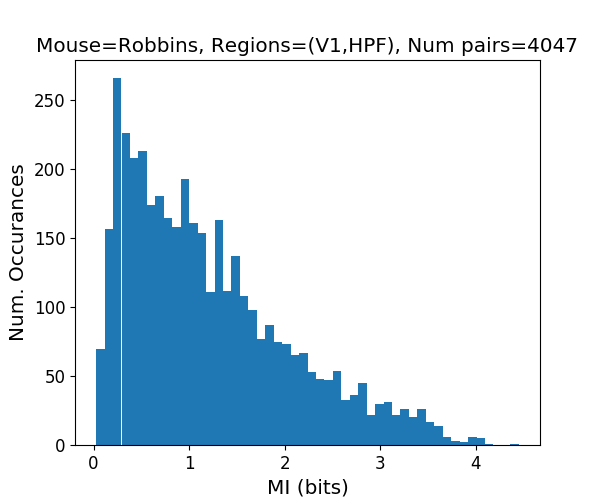 Mouse=Robbins, Regions=(V1,HPF), Num pairs=4047
Num. Occurances
250
200
150
100
50
0
0 1 2 3 4
MI (bits)